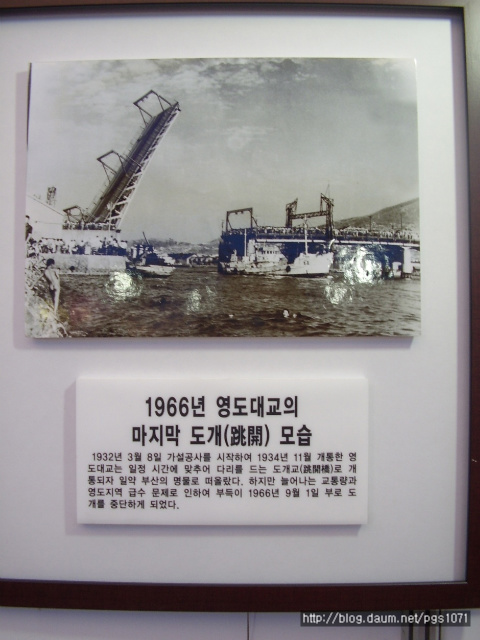 1966년 영도대교의
마지막 도개(跳開) 모습
1932년 3월 8일 가설공사를 시작하여 1934년 11월 개통한 영
도대교는 일정 시간에 맞추어 다리를 드는 도개교(跳開橋)로 개
통되자 일약 부산의 명물로 떠올랐다. 하지만 늘어나는 교통량과
영도지역 급수 문제로 인하여 부득이 1966년 9월 1일 부로 도
개를 중단하게 되었다.
http://blog.daum.net/pgs1071